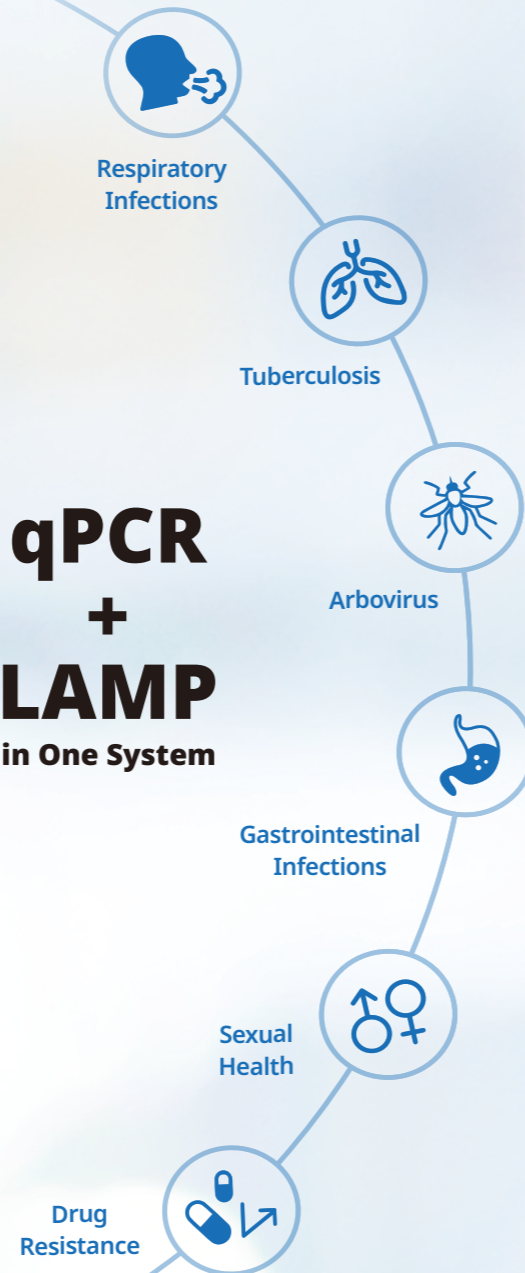 Respiratory
Infections
Tuberculosis
qPCR
+
LAMP
in One System
Arbovirus
Gastrointestinal
Infections
Sexual
Health
Drug
Resistance